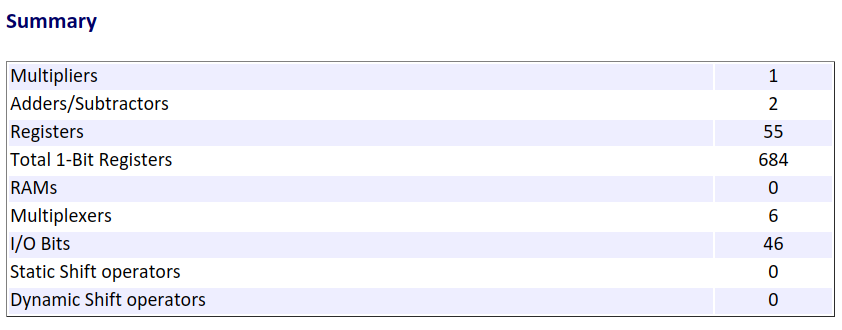 Summary
Multipliers 1
Adders/Subtractors 2
Registers 55
Total 1-Bit Registers 684
RAMs 0
Multiplexers 6
I/O Bits 46
Static Shift operators 0
Dynamic Shift operators 0